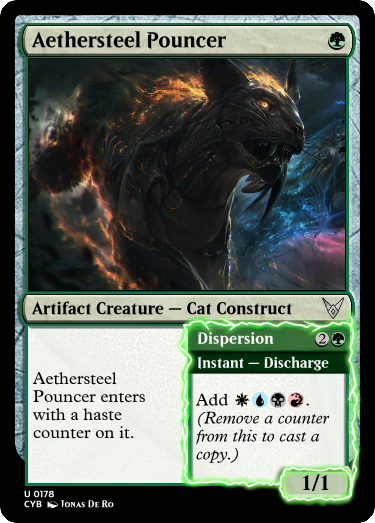 Aethersteel Pouncer
Artifact Creature — Cat Construct
Aethersteel
Pouncer enters
with a haste
counter on it.
Dispersion 2
Instant — Discharge
Add .
(Remove a counter
from this to cast a
copy.)
1/1
U 0178
CYB Jonas De Ro